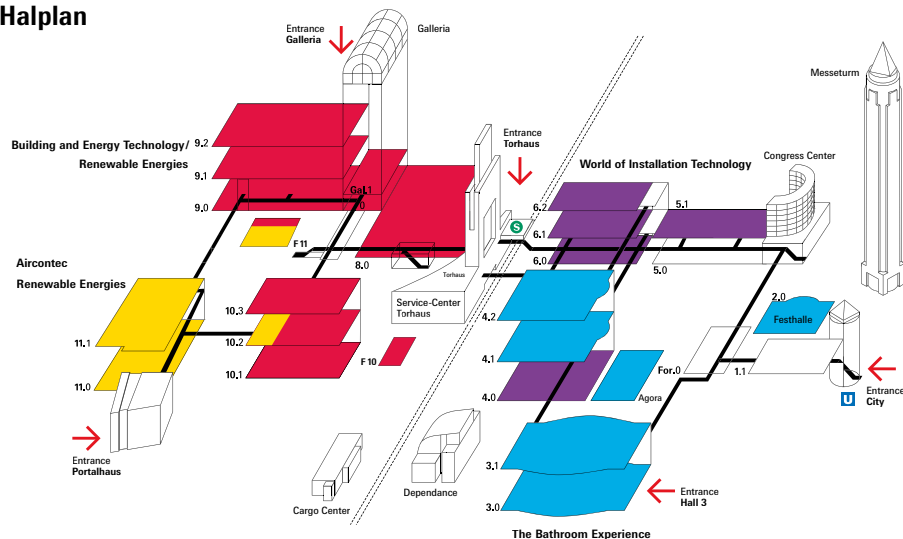 Halplan
Entrance
Galleria
Galleria
Messeturm
Entrance
Torhaus
Building and Energy Technology/
Renewable Energies
9.2
9.1
9.0
Gal.1
0
World of Installation Technology
Congress Center
6.2
6.1
6.0
5.1
5.0
S
F 11
8.0
Torhaus
Service-Center
Torhaus
Aircontec
Renewable Energies
11.1
11.0
10.3
10.2
10.1
F 10
4.2
4.1
4.0
Agora
For.0
1.1
2.0
Festhalle
U
Entrance
City
Entrance
Portalhaus
Cargo Center
Dependance
3.1
3.0
Entrance
Hall 3
The Bathroom Experience